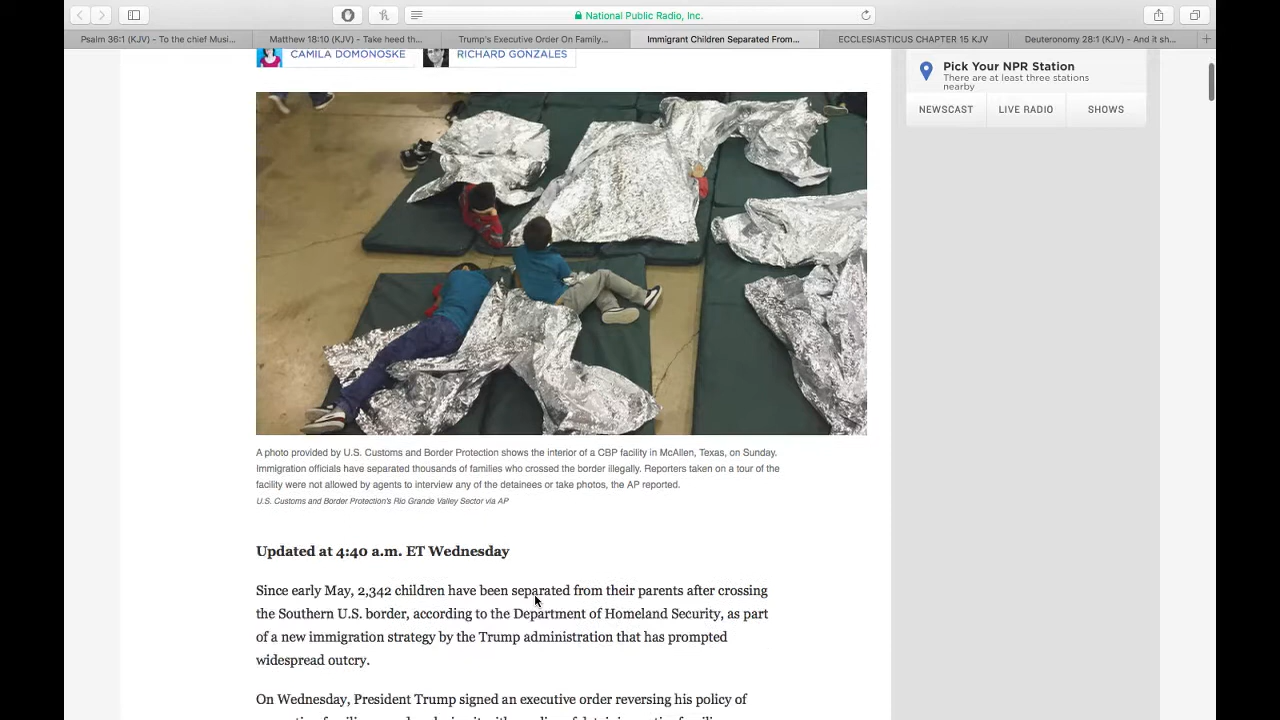 National Public Radio, Inc.
Psalm 36:1 (KJV) - To the chief Musi...
Matthew 18:10 (KJV) - Take heed th...
Trump's Executive Order On Family...
Immigrant Children Separated From...
ECCLESIASTICUS CHAPTER 15 KJV
Deuteronomy 28:1 (KJV) - And it sh...
CAMILA DOMONOSKE
RICHARD GONZALES
Pick Your NPR Station
There are at least three stations
nearby
NEWSCAST
LIVE RADIO
SHOWS
A photo provided by U.S. Customs and Border Protection shows the interior of a CBP facility in McAllen, Texas, on Sunday.
Immigration officials have separated thousands of families who crossed the border illegally. Reporters taken on a tour of the
facility were not allowed by agents to interview any of the detainees or take photos, the AP reported.
U.S. Customs and Border Protection's Rio Grande Valley Sector via AP
Updated at 4:40 a.m. ET Wednesday
Since early May, 2,342 children have been separated from their parents after crossing
the Southern U.S. border, according to the Department of Homeland Security, as part
of a new immigration strategy by the Trump administration that has prompted
widespread outcry.
On Wednesday, President Trump signed an executive order reversing his policy of